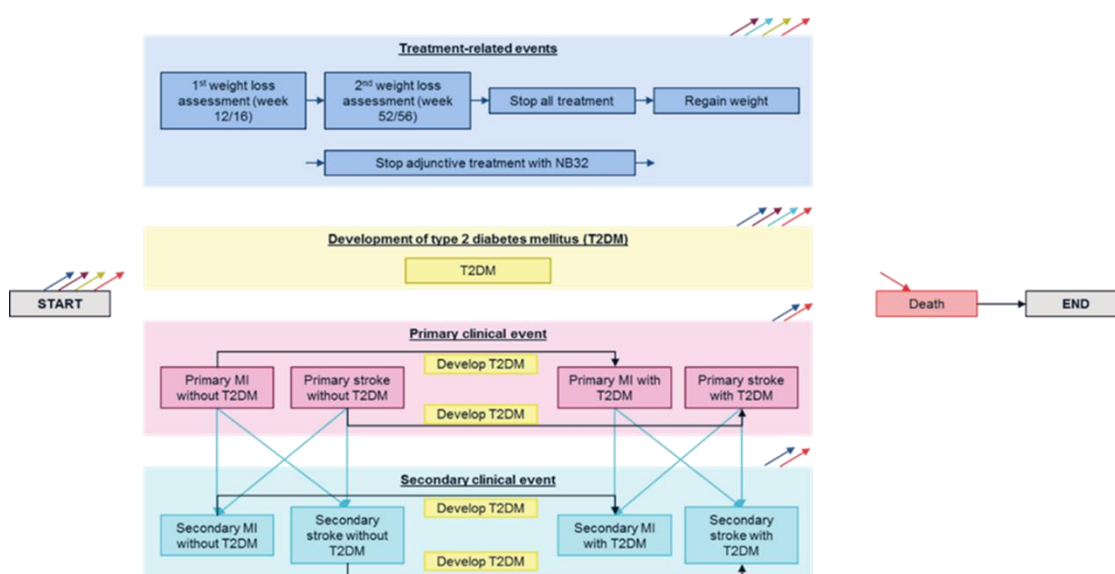 Treatment-related events
1st weight loss
assessment (week
12/16)
2nd weight loss
assessment (week
52/56)
Stop all treatment
Regain weight
Stop adjunctive treatment with NB32
Development of type 2 diabetes mellitus (T2DM)
T2DM
START
Death
END
Primary clinical event
Develop T2DM
Primary MI
without T2DM
Primary stroke
without T2DM
Primary MI with
T2DM
Primary stroke
with T2DM
Develop T2DM
Secondary clinical event
Develop T2DM
Secondary MI
without T2DM
Secondary
stroke without
T2DM
Secondary MI
with T2DM
Secondary
stroke with
T2DM
Develop T2DM